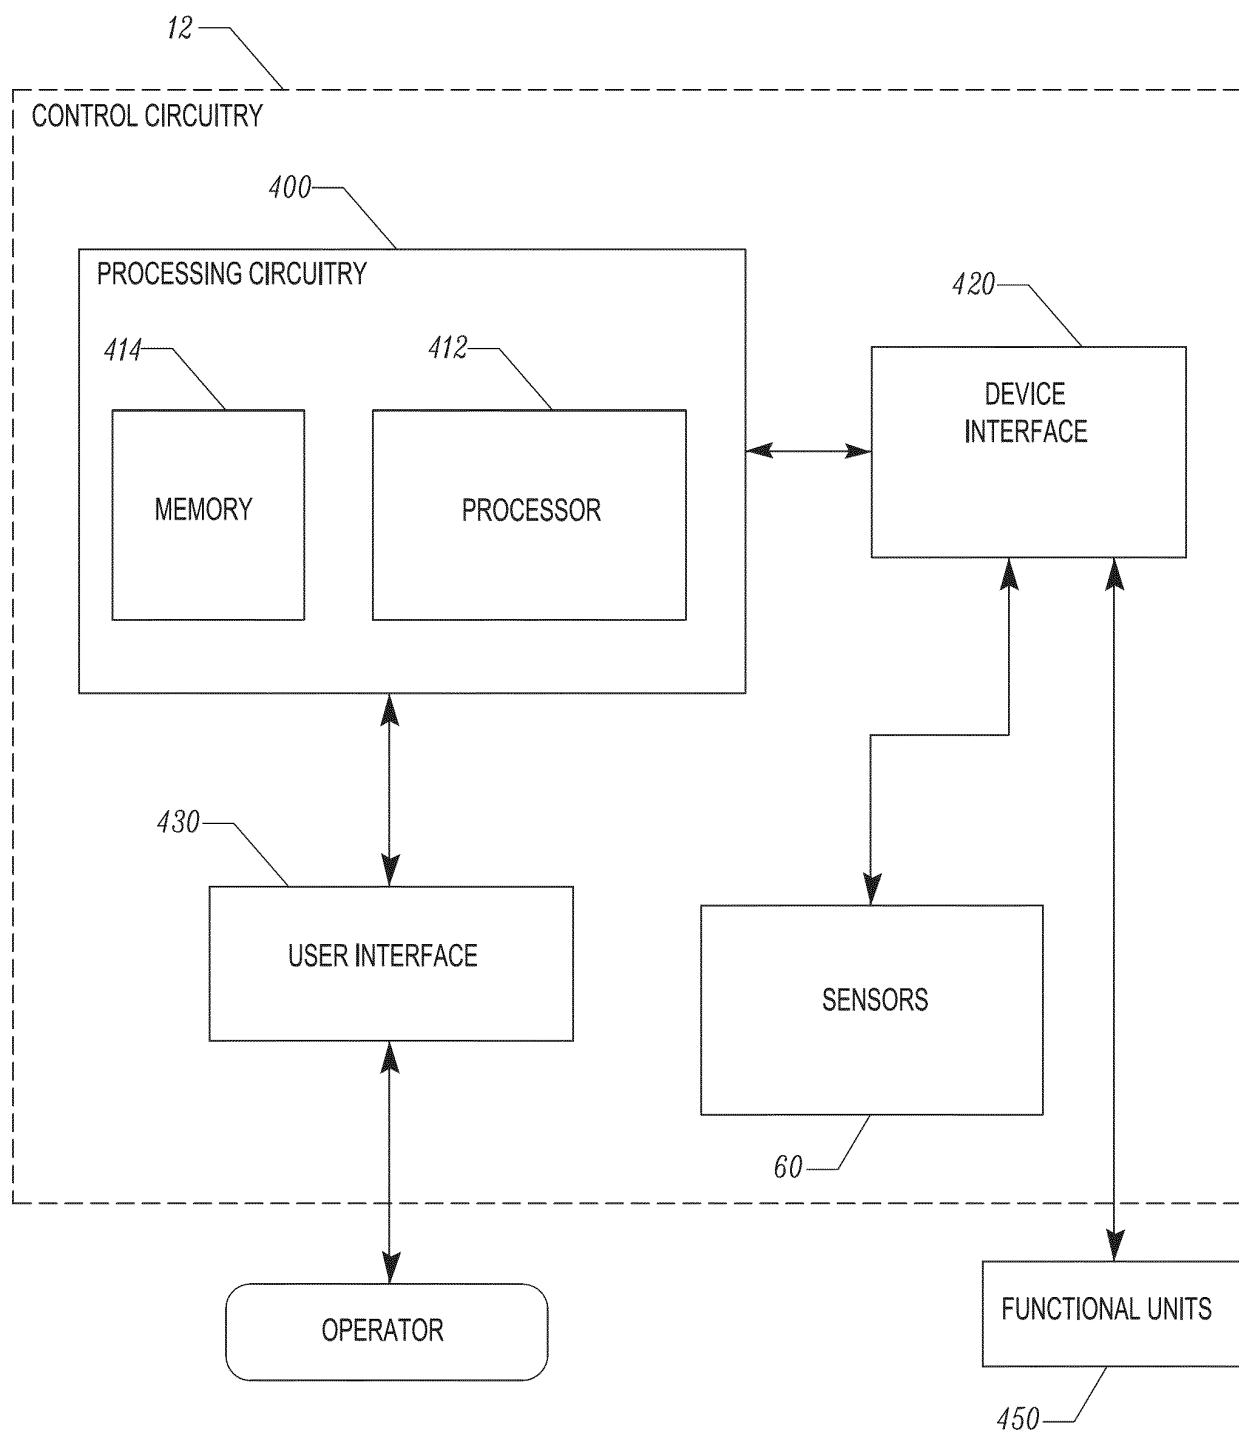 12
CONTROL CIRCUITRY
400
PROCESSING CIRCUITRY
420
414
412
DEVICE
INTERFACE
MEMORY
PROCESSOR
430
USER INTERFACE
SENSORS
60
OPERATOR
FUNCTIONAL UNITS
450